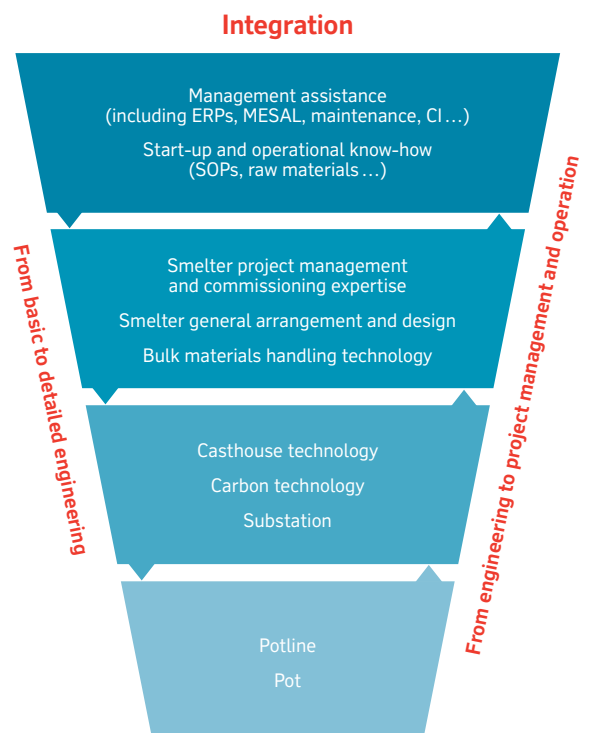 Integration
Management assistance
(including ERPs, MESAL, maintenance, CI…)
Start-up and operational know-how
(SOPs, raw materials…)
Smelter project management
and commissioning expertise
Smelter general arrangement and design
Bulk materials handling technology
Casthouse technology
Carbon technology
Substation
Potline
Pot
From basic to detailed engineering
From engineering to project management and operation